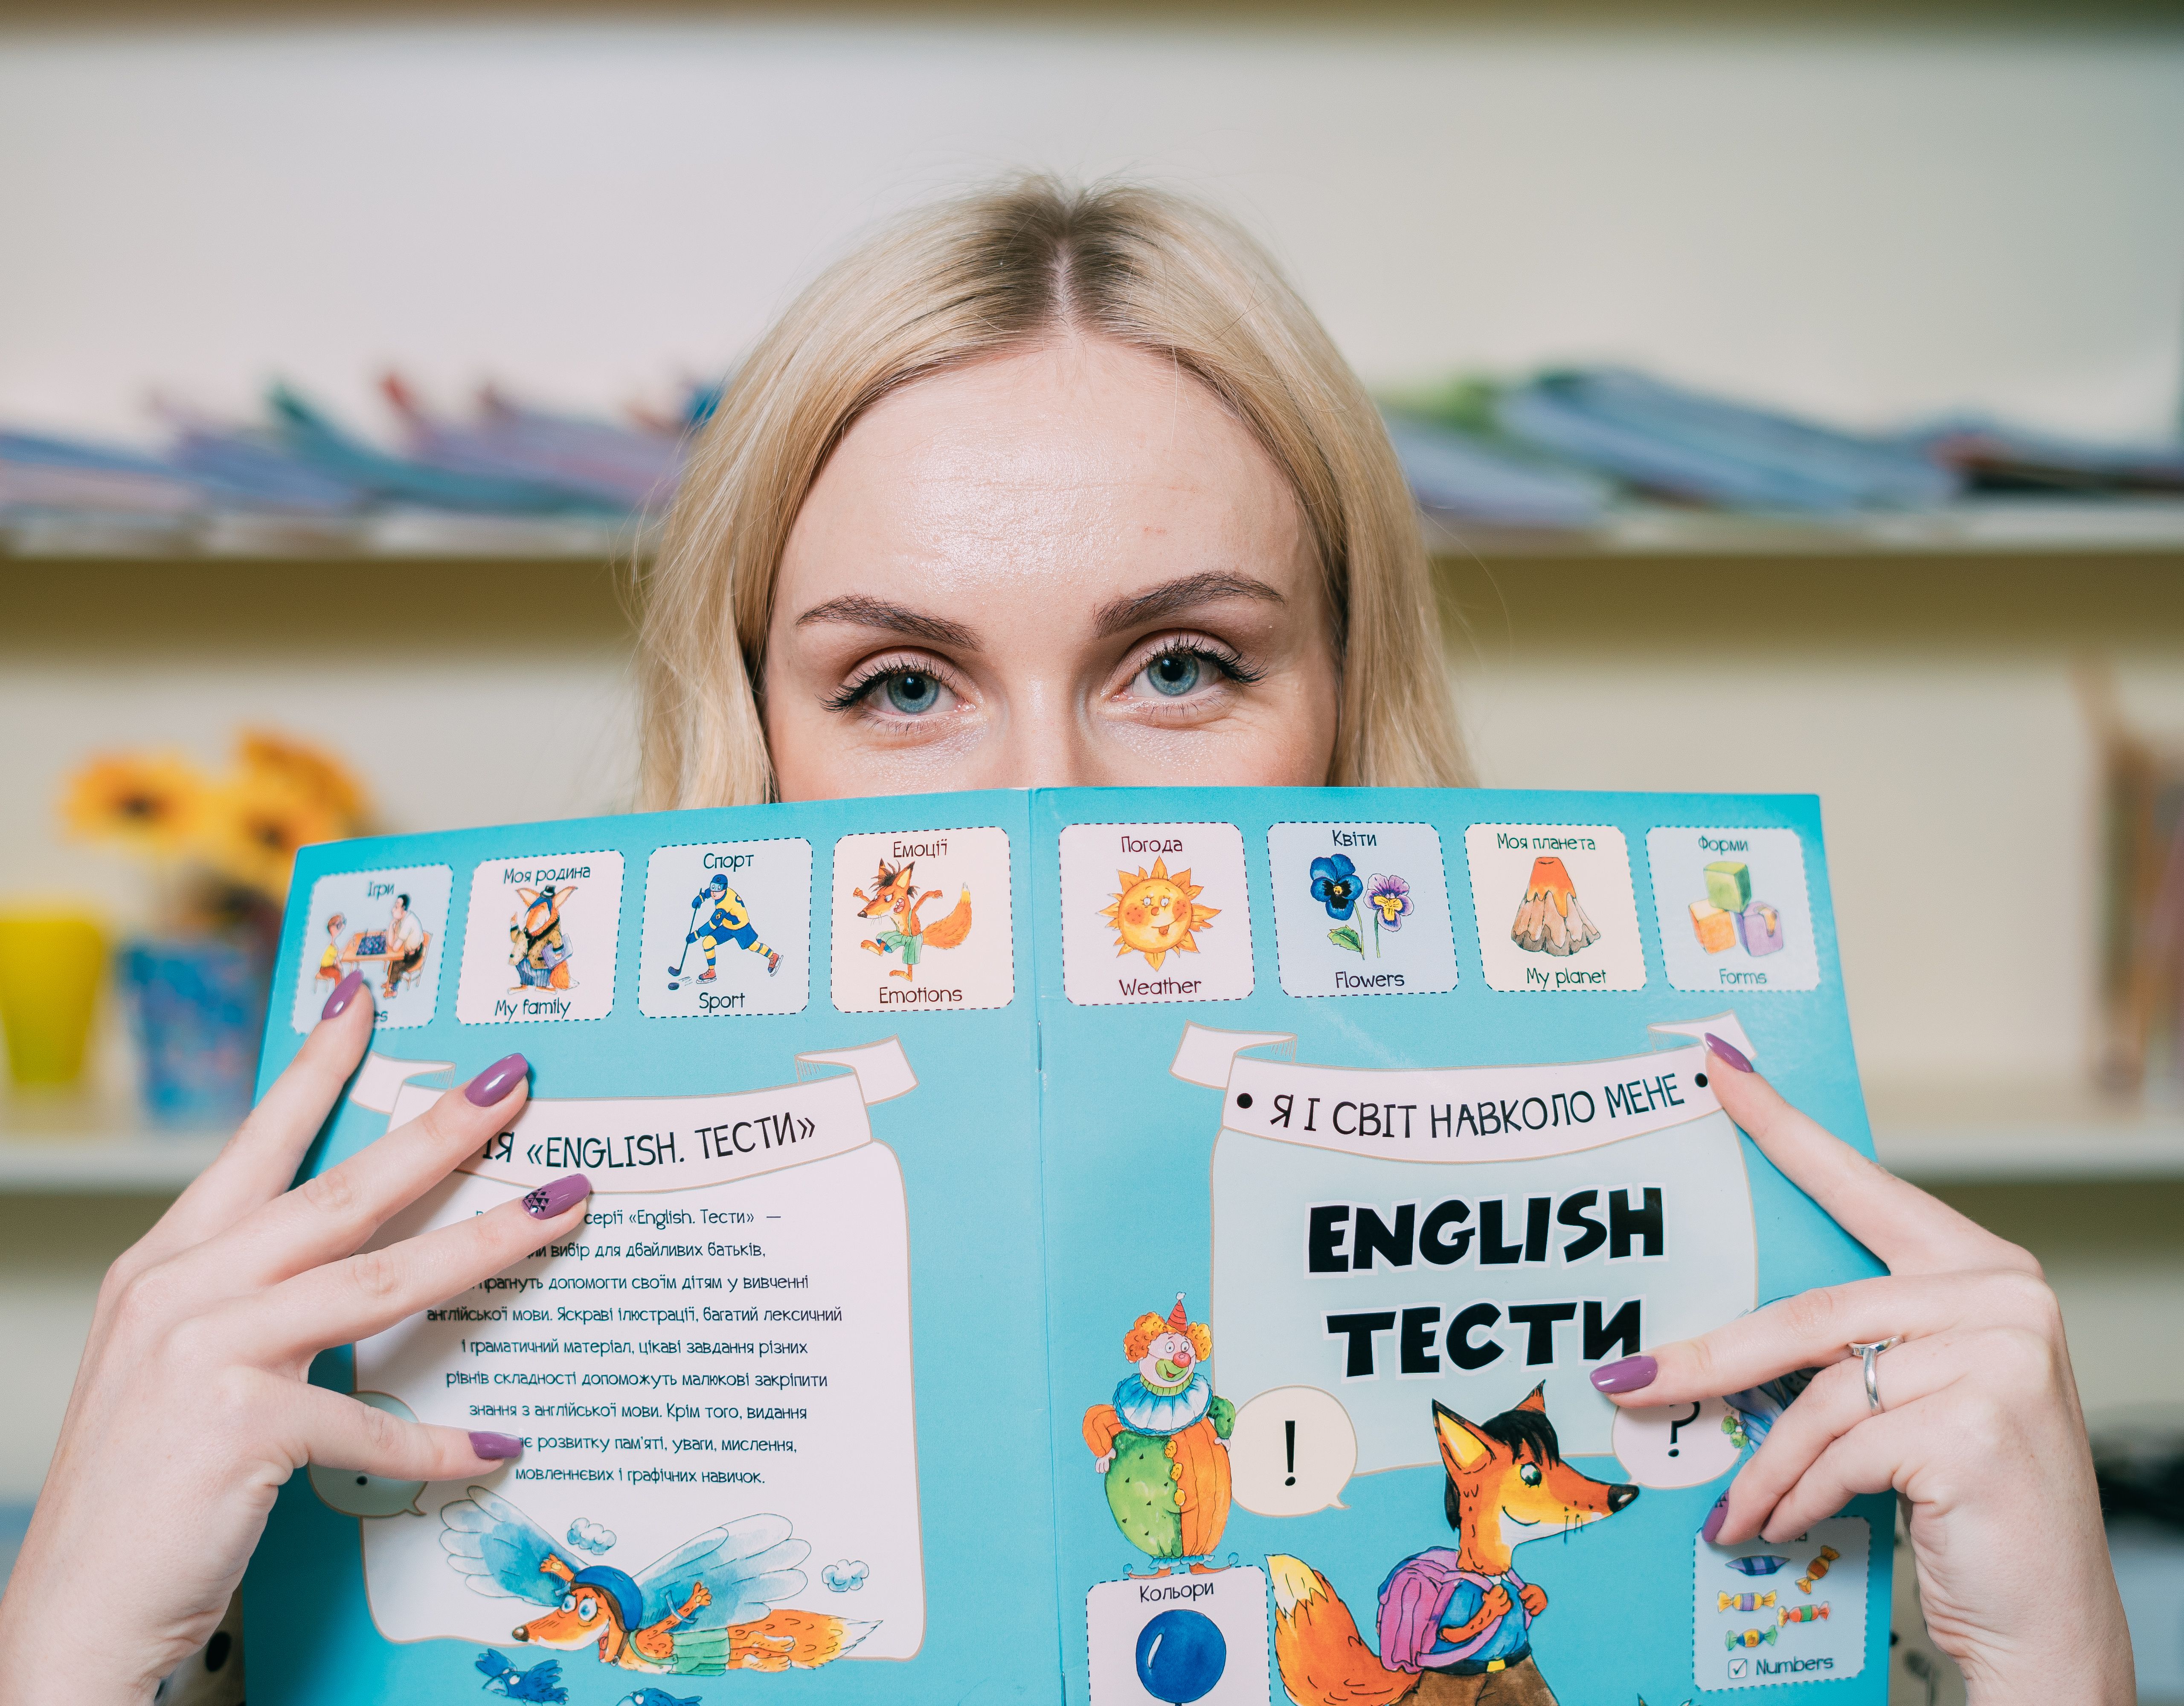 Ігри
Моя родина
My family
Спорт
Sport
Емоції
Emotions
Погода
Weather
Квіти
Flowers
Моя планета
My planet
Форми
Forms
«ENGLISH. ТЕСТИ»
серії «English. Тести» —
вибір для дбайливих батьків,
допомогти своїм дітям у вивченні
англійської мови. Яскраві ілюстрації, багатий лексичний
і граматичний матеріал, цікаві завдання різних
рівнів складності допоможуть малюкові закріпити
знання з англійської мови. Крім того, видання
розвитку пам'яті, уваги, мислення,
мовленнєвих і графічних навичок.
• Я І СВІТ НАВКОЛО МЕНЕ •
ENGLISH
ТЕСТИ
!
?
Кольори
Numbers